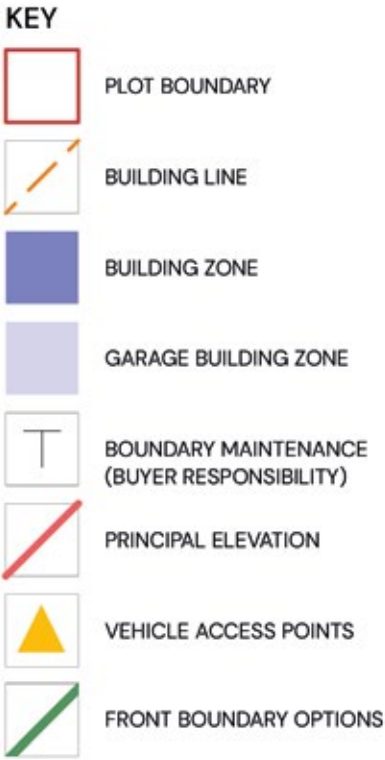 KEY
PLOT BOUNDARY
BUILDING LINE
BUILDING ZONE
GARAGE BUILDING ZONE
T
BOUNDARY MAINTENANCE
(BUYER RESPONSIBILITY)
PRINCIPAL ELEVATION
VEHICLE ACCESS POINTS
FRONT BOUNDARY OPTIONS